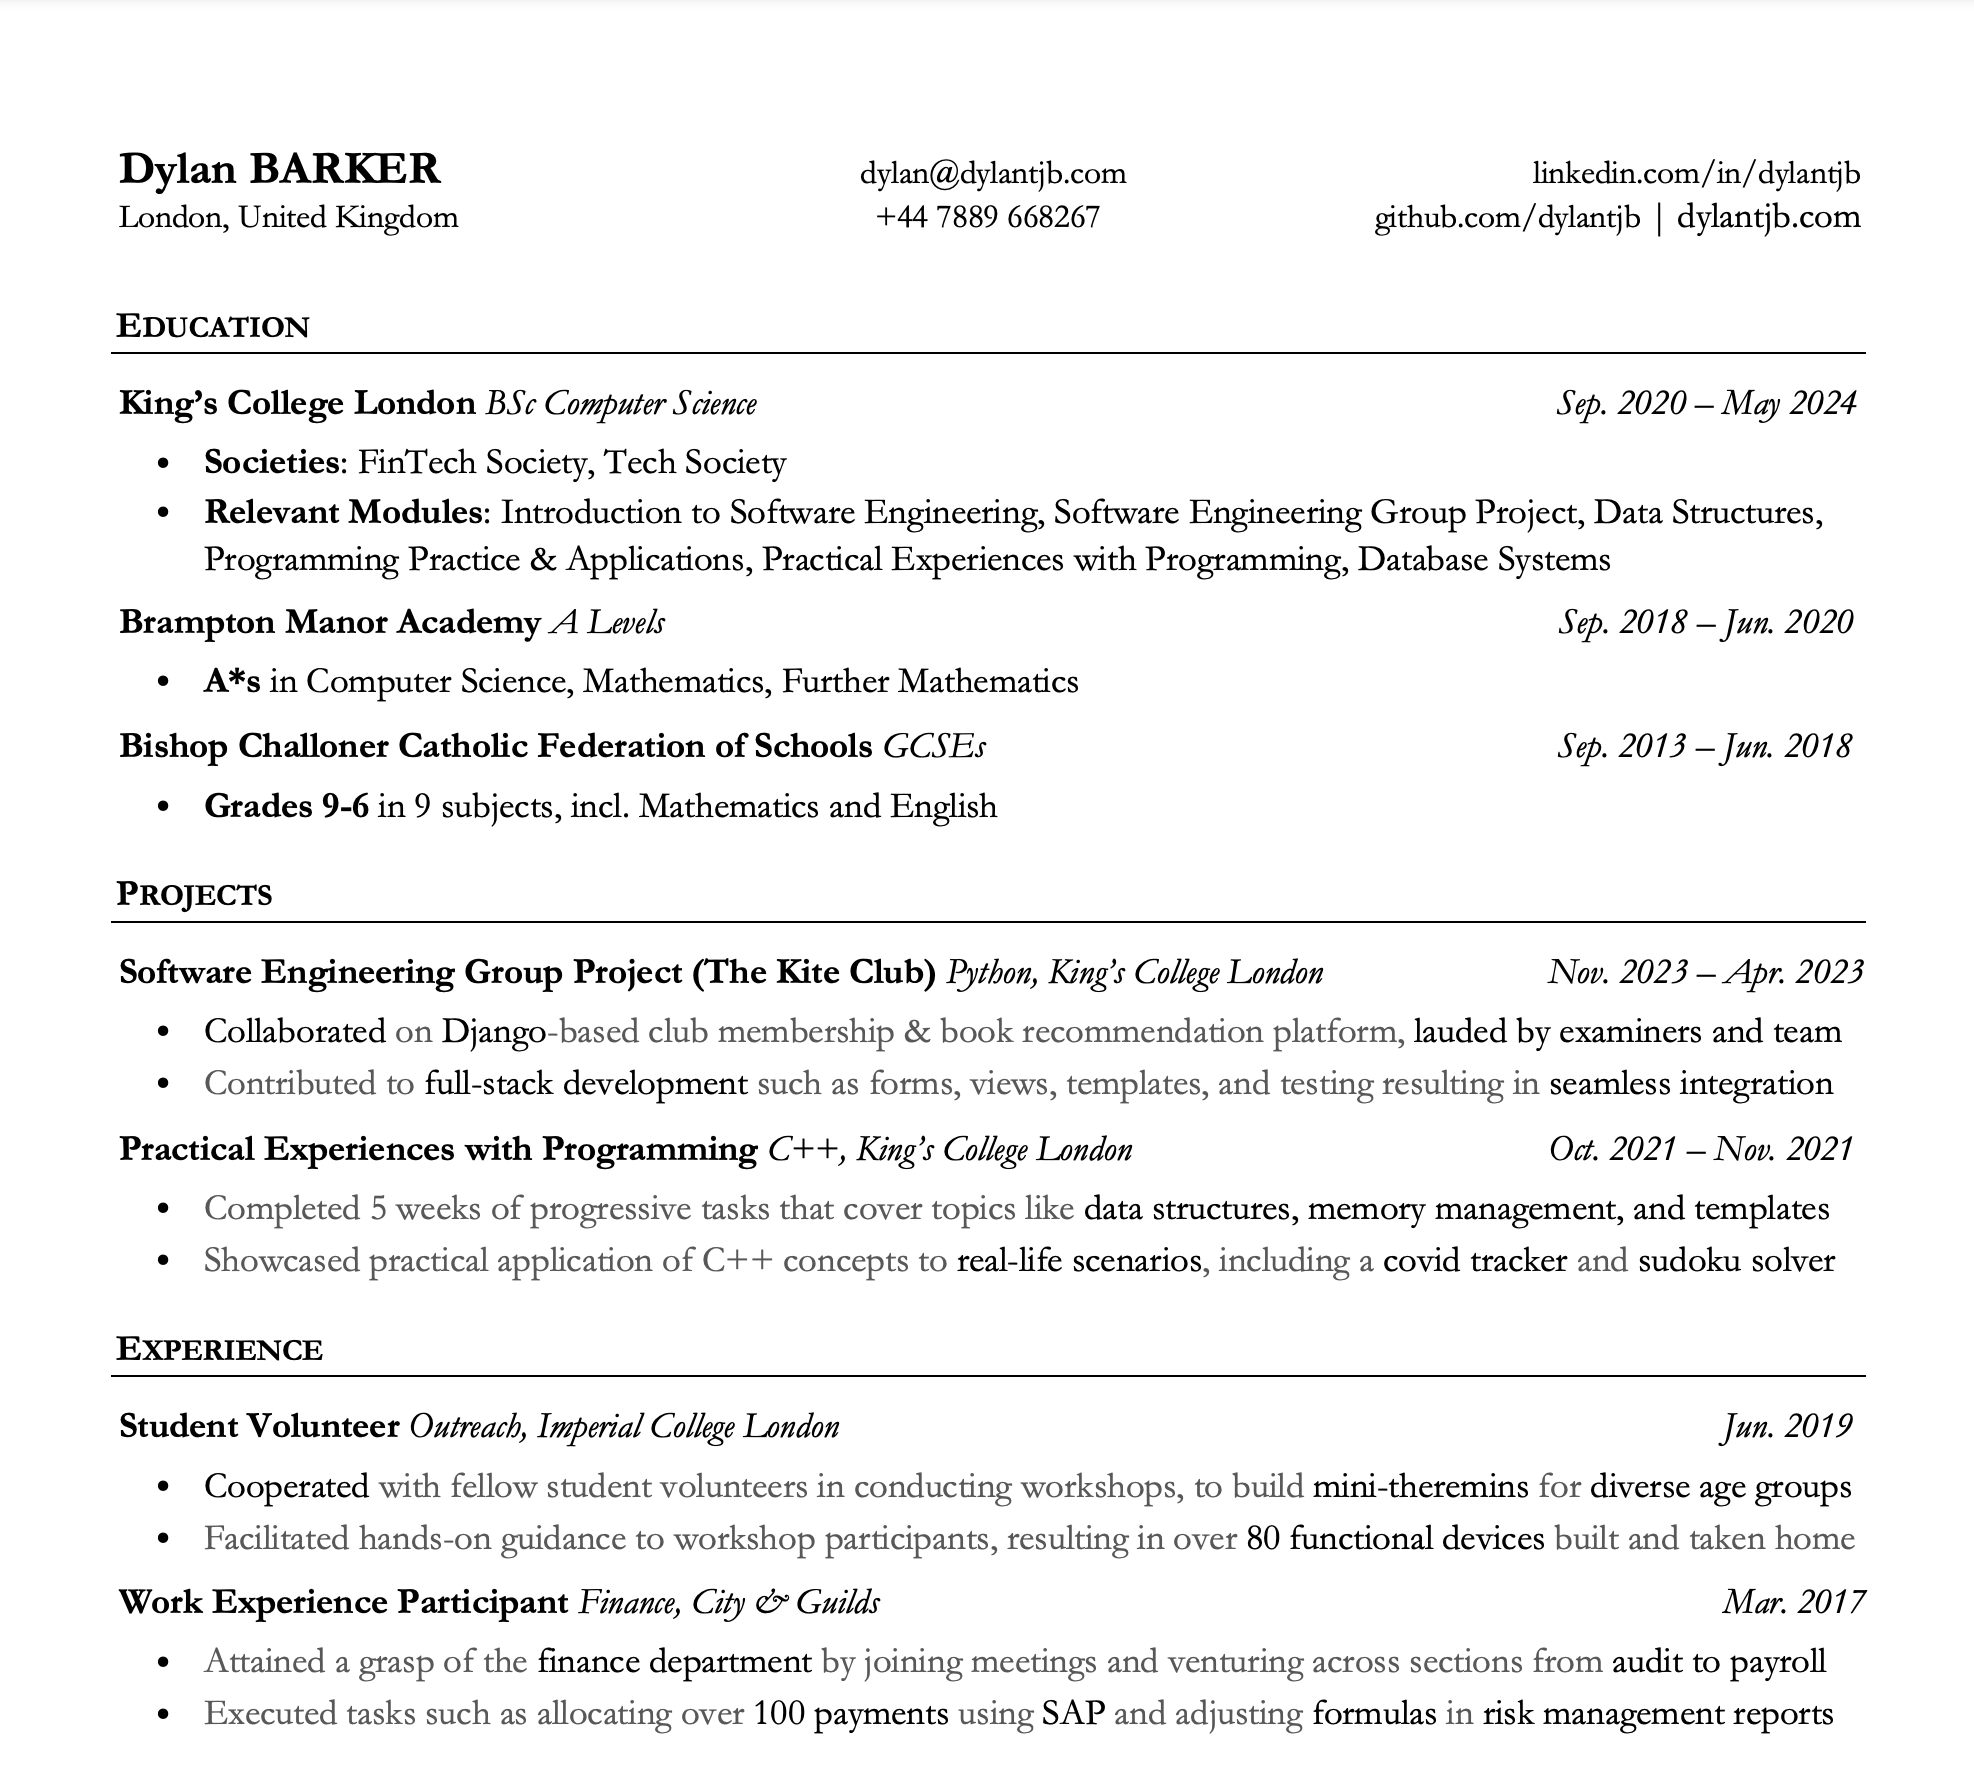 Dylan BARKER
London, United Kingdom
dylan@dylantjb.com
+44 7889 668267
linkedin.com/in/dylantjb
github.com/dylantjb | dylantjb.com
EDUCATION
King's College London BSc Computer Science Sep. 2020 – May 2024
• Societies: FinTech Society, Tech Society
• Relevant Modules: Introduction to Software Engineering, Software Engineering Group Project, Data Structures,
Programming Practice & Applications, Practical Experiences with Programming, Database Systems
Brampton Manor Academy A Levels Sep. 2018 – Jun. 2020
• A*s in Computer Science, Mathematics, Further Mathematics
Bishop Challoner Catholic Federation of Schools GCSEs Sep. 2013 – Jun. 2018
• Grades 9-6 in 9 subjects, incl. Mathematics and English
PROJECTS
Software Engineering Group Project (The Kite Club) Python, King's College London Nov. 2023 – Apr. 2023
• Collaborated on Django-based club membership & book recommendation platform, lauded by examiners and team
• Contributed to full-stack development such as forms, views, templates, and testing resulting in seamless integration
Practical Experiences with Programming C++, King's College London Oct. 2021 – Nov. 2021
• Completed 5 weeks of progressive tasks that cover topics like data structures, memory management, and templates
• Showcased practical application of C++ concepts to real-life scenarios, including a covid tracker and sudoku solver
EXPERIENCE
Student Volunteer Outreach, Imperial College London Jun. 2019
• Cooperated with fellow student volunteers in conducting workshops, to build mini-theremins for diverse age groups
• Facilitated hands-on guidance to workshop participants, resulting in over 80 functional devices built and taken home
Work Experience Participant Finance, City & Guilds Mar. 2017
• Attained a grasp of the finance department by joining meetings and venturing across sections from audit to payroll
• Executed tasks such as allocating over 100 payments using SAP and adjusting formulas in risk management reports